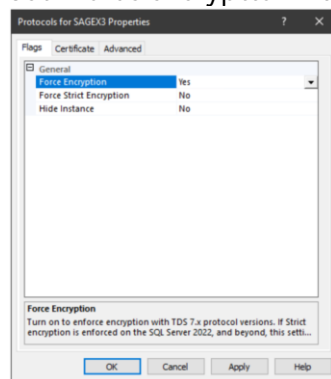 Protocols for SAGEX3 Properties ? ×
Flags Certificate Advanced
General
Force Encryption Yes
Force Strict Encryption No
Hide Instance No
Force Encryption
Turn on to enforce encryption with TDS 7.x protocol versions. If Strict
encryption is enforced on the SQL Server 2022, and beyond, this setti...
OK Cancel Apply Help